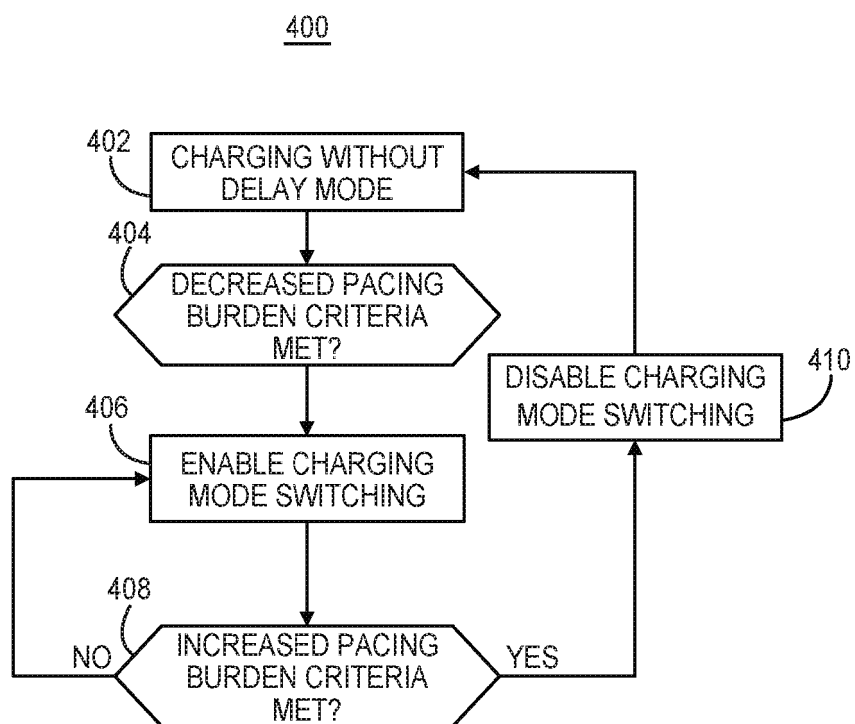 400
402
CHARGING WITHOUT
DELAY MODE
404
DECREASED PACING
BURDEN CRITERIA
MET?
DISABLE CHARGING
MODE SWITCHING
410
406
ENABLE CHARGING
MODE SWITCHING
408
INCREASED PACING
BURDEN CRITERIA
MET?
NO
YES